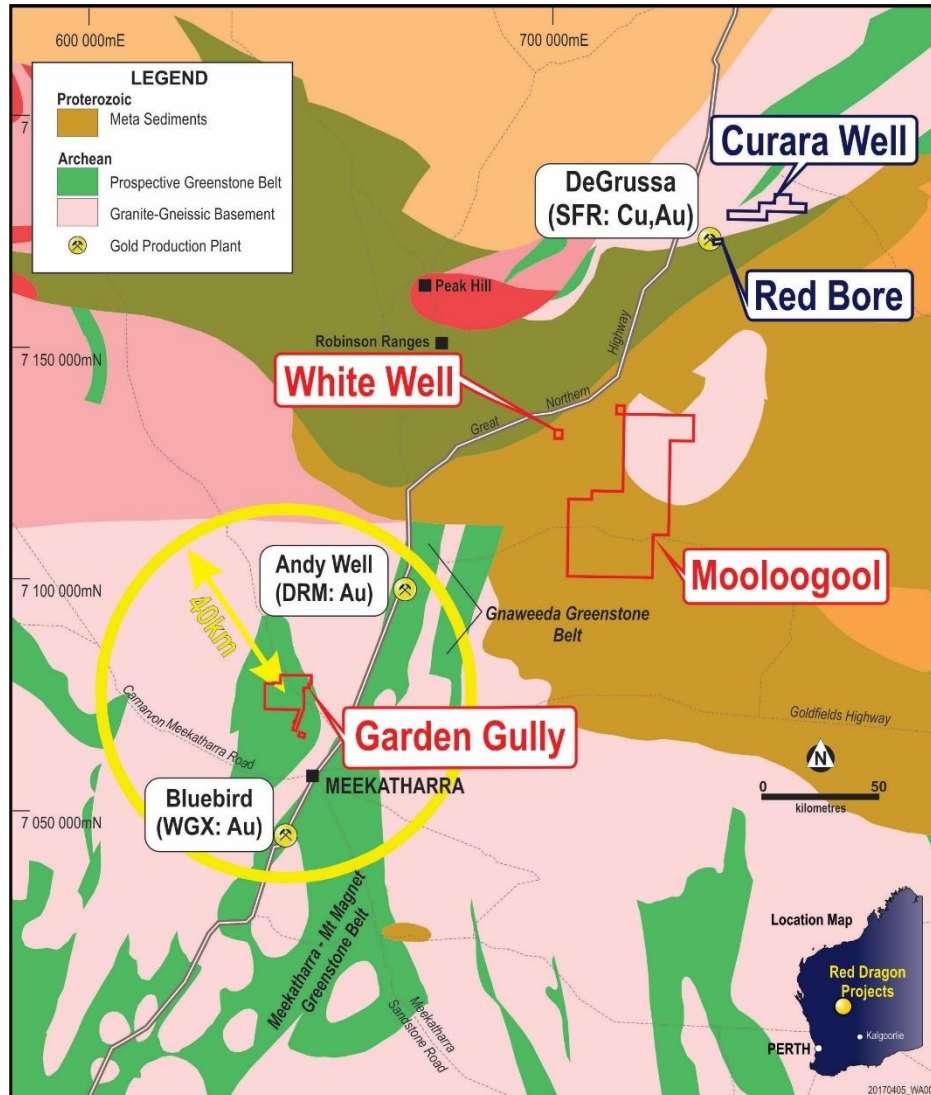 600 000mE
700 000mE
LEGEND
Proterozoic
Meta Sediments
Archean
Prospective Greenstone Belt
Granite-Gneissic Basement
Gold Production Plant
7
Curara Well
DeGrussa
(SFR: Cu,Au)
Red Bore
Peak Hill
Robinson Ranges
7 150 000mN
White Well
Great
Northern
Highway
Mooloogool
Andy Well
(DRM: Au)
7 100 000mN
Gnaweeda Greenstone
Belt
40km
Carnarvon Meekatharra Road
Garden Gully
Goldfields Highway
N
0
50
kilometres
MEEKATHARRA
Bluebird
(WGX: Au)
7 050 000mN
Meekatharra - Mt Magnet
Greenstone Belt
Meekatharra
Sandstone Road
Location Map
Red Dragon
Projects
Kalgoorlie
PERTH